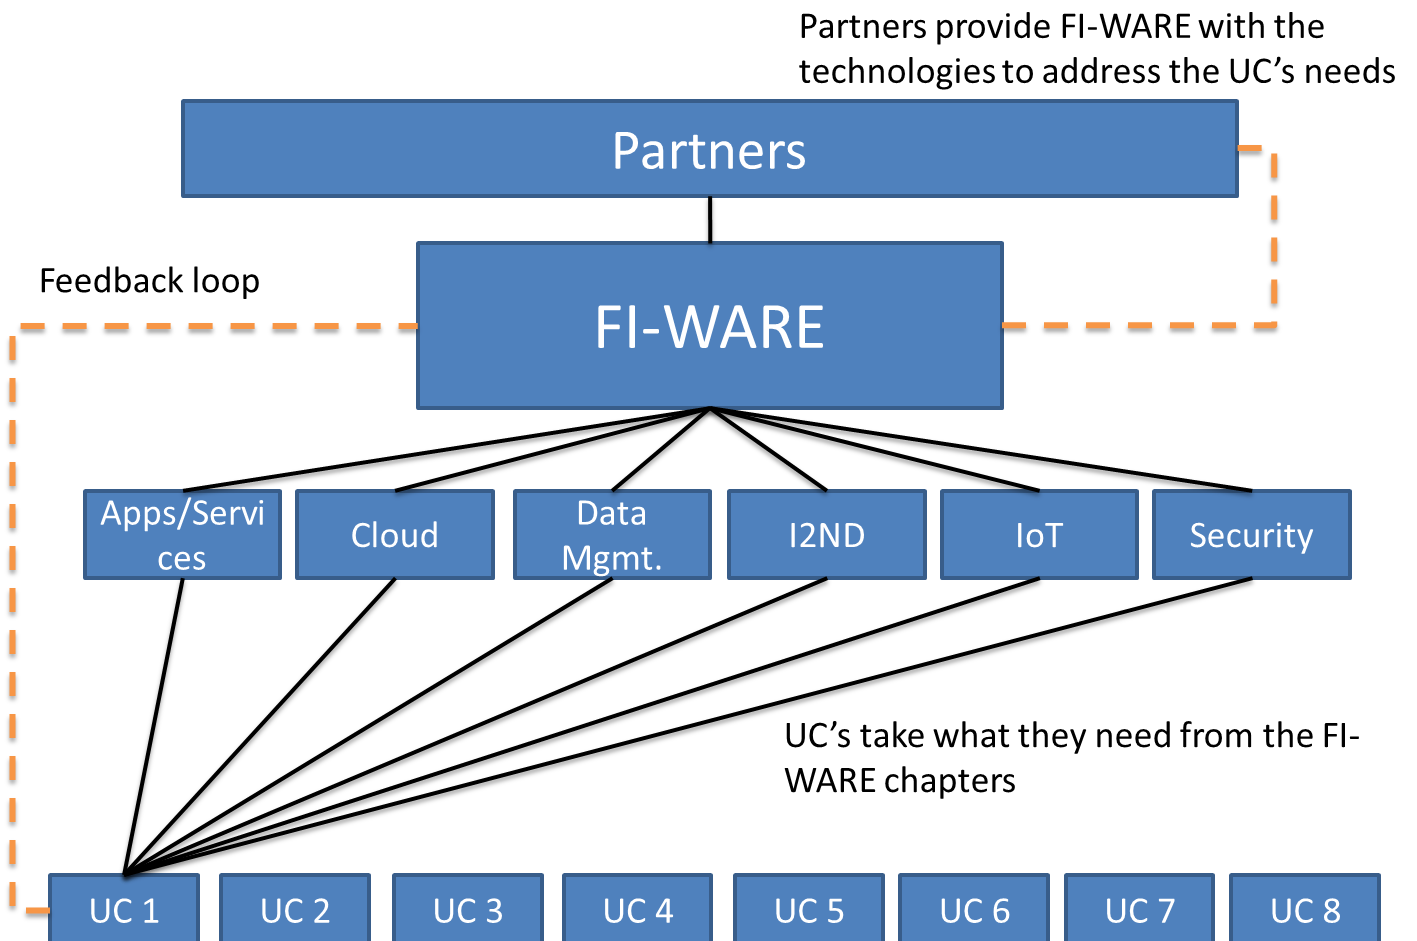 Partners provide FI-WARE with the
technologies to address the UC's needs
Partners
Feedback loop
FI-WARE
Apps/Servi
ces
Cloud
Data
Mgmt.
I2ND
IoT
Security
UC's take what they need from the FI-
WARE chapters
UC 1
UC 2
UC 3
UC 4
UC 5
UC 6
UC 7
UC 8